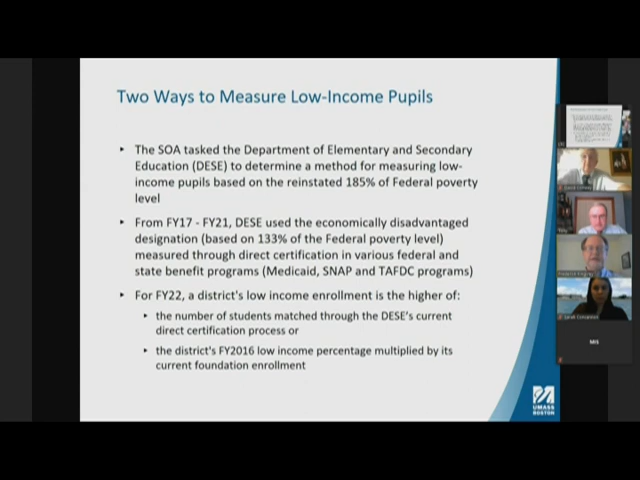 Two Ways to Measure Low-Income Pupils
‣ The SOA tasked the Department of Elementary and Secondary
Education (DESE) to determine a method for measuring low-
income pupils based on the reinstated 185% of Federal poverty
level
‣ From FY17 - FY21, DESE used the economically disadvantaged
designation (based on 133% of the Federal poverty level)
measured through direct certification in various federal and
state benefit programs (Medicaid, SNAP and TAFDC programs)
‣ For FY22, a district's low income enrollment is the higher of:
‣ the number of students matched through the DESE's current
direct certification process or
‣ the district's FY2016 low income percentage multiplied by its
current foundation enrollment
UMASS
BOSTON
MIS